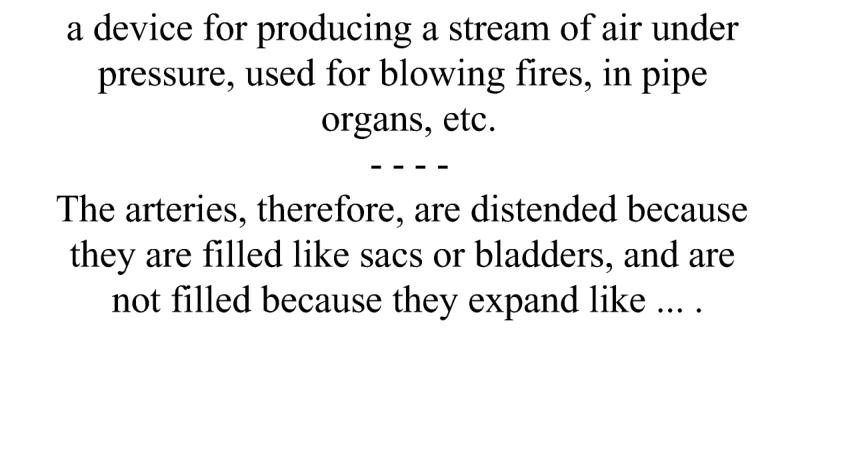 a device for producing a stream of air under
pressure, used for blowing fires, in pipe
organs, etc.
- - - -
The arteries, therefore, are distended because
they are filled like sacs or bladders, and are
not filled because they expand like ... .